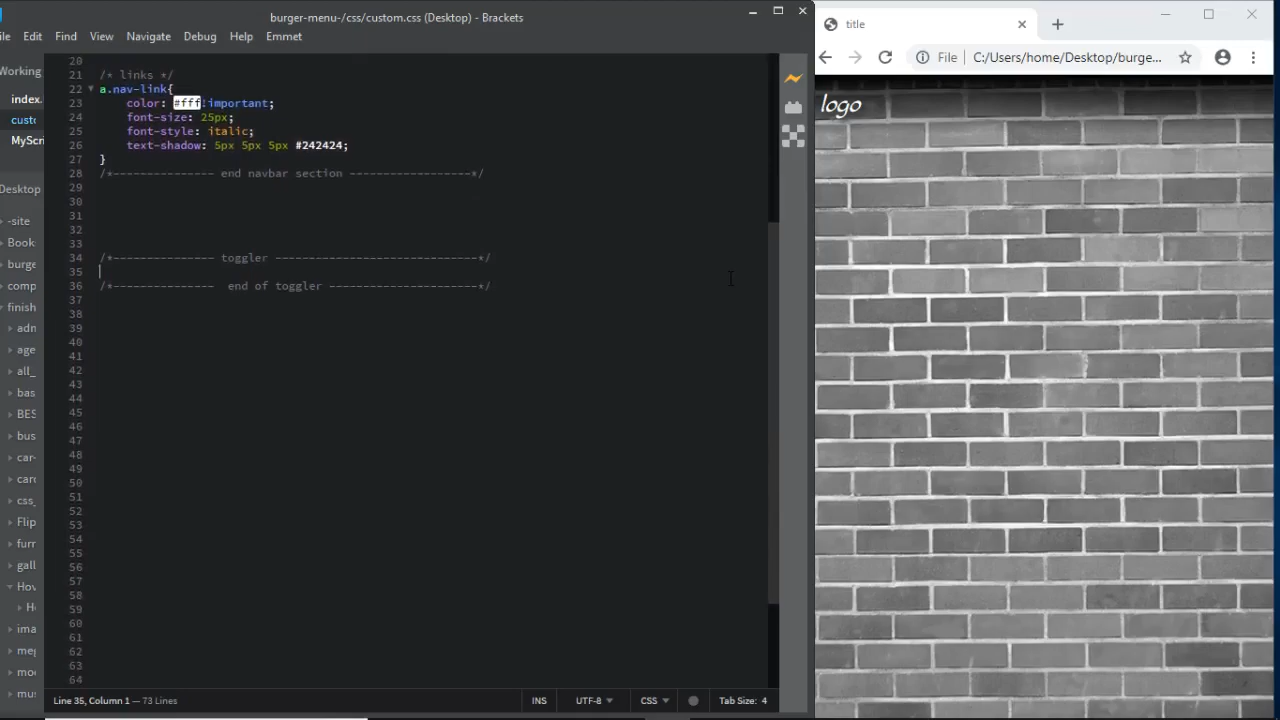 burger-menu-/css/custom.css (Desktop) - Brackets
ile Edit Find View Navigate Debug Help Emmet
Working
index.
custo
MyScri
Desktop
-site
Book
burge
comp
finish
adn
age
all_
bas
BES
bus
car-
card
css_
Flip
furr
gall
Hov
H
ima
meg
mod
mus
20
21 /* links */
22 a.nav-link{
23 color: #fff!important;
24 font-size: 25px;
25 font-style: italic;
26 text-shadow: 5px 5px 5px #242424;
27 }
28 /*--------------- end navbar section ------------------*/
29
30
31
32
33
34 /*--------------- toggler ------------------------------*/
35
36 /*--------------- end of toggler ----------------------*/
37
38
39
40
41
42
43
44
45
46
47
48
49
50
51
52
53
54
55
56
57
58
59
60
61
62
63
64
Line 35, Column 1 — 73 Lines
INS UTF-8 CSS Tab Size: 4
title
File C:/Users/home/Desktop/burge...
logo